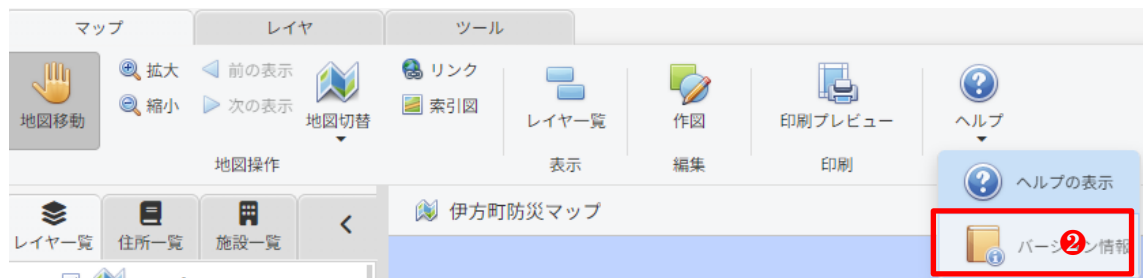 マップ レイヤ ツール
拡大 前の表示 リンク
縮小 次の表示 索引図
地図移動 地図切替 レイヤ一覧 作図 印刷プレビュー ヘルプ
地図操作 表示 編集 印刷
ヘルプの表示
伊方町防災マップ
レイヤ一覧 住所一覧 施設一覧
バージョン情報
2